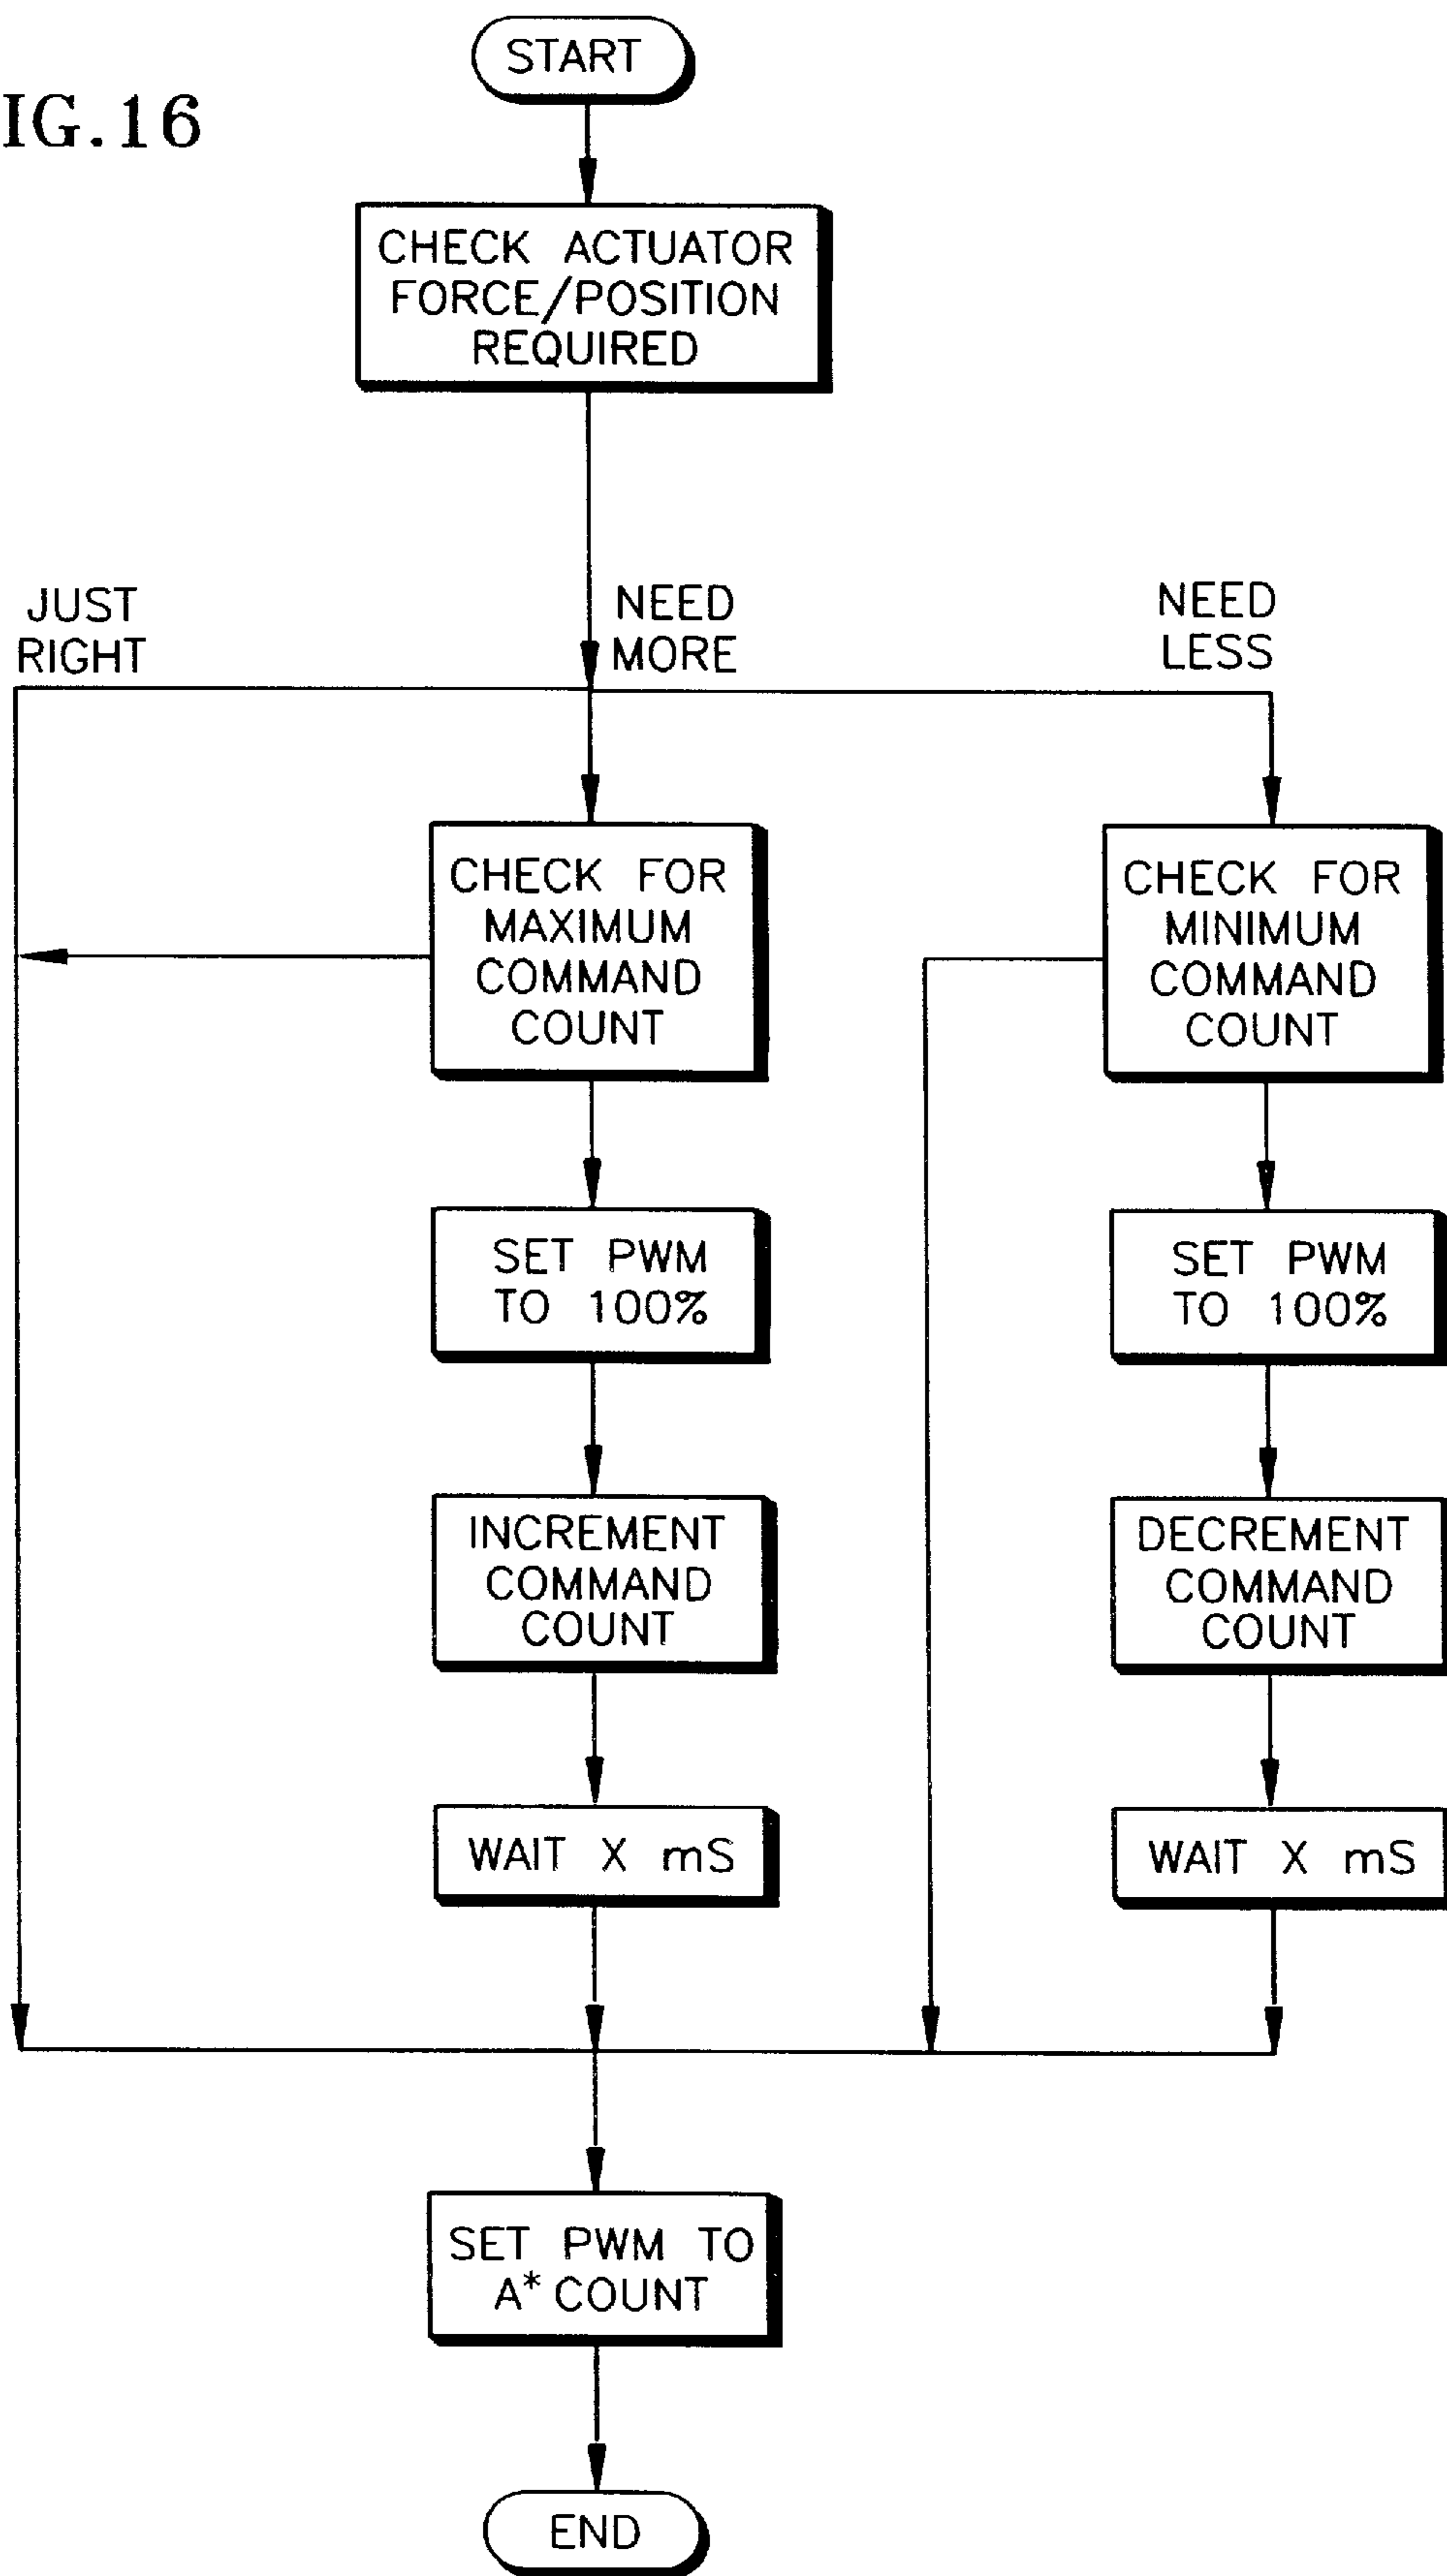 START
IG.16
CHECK ACTUATOR
FORCE/POSITION
REQUIRED
JUST
RIGHT
NEED
MORE
NEED
LESS
CHECK FOR
MAXIMUM
COMMAND
COUNT
CHECK FOR
MINIMUM
COMMAND
COUNT
SET PWM
TO 100%
SET PWM
TO 100%
INCREMENT
COMMAND
COUNT
DECREMENT
COMMAND
COUNT
WAIT X mS
WAIT X mS
SET PWM TO
A* COUNT
END